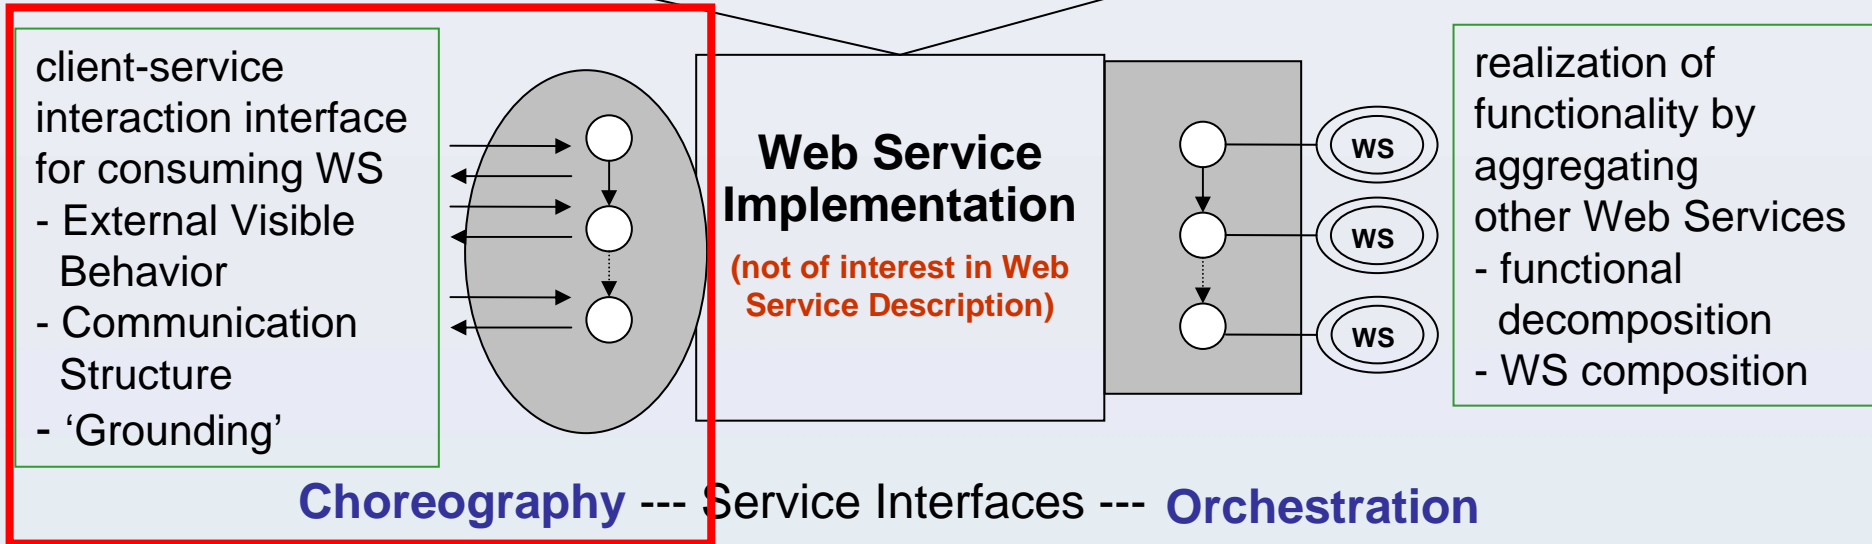 client-service
interaction interface
for consuming WS
- External Visible
Behavior
- Communication
Structure
- ‘Grounding’
Web Service
Implementation
(not of interest in Web
Service Description)
WS
WS
WS
realization of
functionality by
aggregating
other Web Services
- functional
decomposition
- WS composition
Choreography --- Service Interfaces --- Orchestration